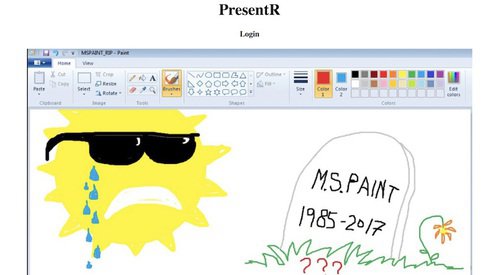 PresentR
Login
MSPAINT_RIP - Paint
Home View
Paste Cut Copy Select Crop Resize Rotate Brushes Shapes Outline Fill Size Color 1 Color 2 Edit colors
Clipboard Image Tools Shapes Colors
M.S.PAINT
1985-2017
???